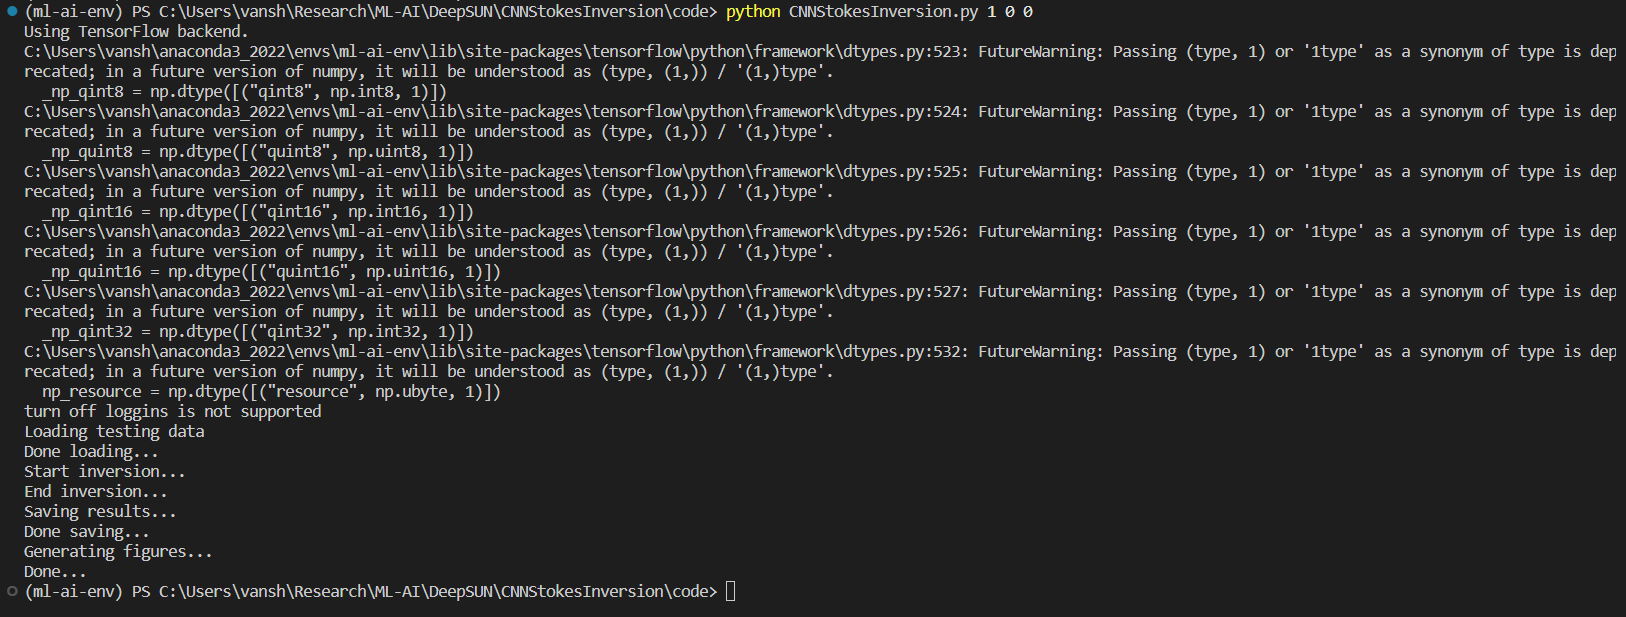 (ml-ai-env) PS C:\Users\vansh\Research\ML-AI\DeepSUN\CNNStokesInversion\code> python CNNStokesInversion.py 1 0 0
Using TensorFlow backend.
C:\Users\vansh\anaconda3_2022\envs\ml-ai-env\lib\site-packages\tensorflow\python\framework\dtypes.py:523: FutureWarning: Passing (type, 1) or '1type' as a synonym of type is dep
recated; in a future version of numpy, it will be understood as (type, (1,)) / '(1,)type'.
  _np_qint8 = np.dtype([("qint8", np.int8, 1)])
C:\Users\vansh\anaconda3_2022\envs\ml-ai-env\lib\site-packages\tensorflow\python\framework\dtypes.py:524: FutureWarning: Passing (type, 1) or '1type' as a synonym of type is dep
recated; in a future version of numpy, it will be understood as (type, (1,)) / '(1,)type'.
  _np_quint8 = np.dtype([("quint8", np.uint8, 1)])
C:\Users\vansh\anaconda3_2022\envs\ml-ai-env\lib\site-packages\tensorflow\python\framework\dtypes.py:525: FutureWarning: Passing (type, 1) or '1type' as a synonym of type is dep
recated; in a future version of numpy, it will be understood as (type, (1,)) / '(1,)type'.
  _np_qint16 = np.dtype([("qint16", np.int16, 1)])
C:\Users\vansh\anaconda3_2022\envs\ml-ai-env\lib\site-packages\tensorflow\python\framework\dtypes.py:526: FutureWarning: Passing (type, 1) or '1type' as a synonym of type is dep
recated; in a future version of numpy, it will be understood as (type, (1,)) / '(1,)type'.
  _np_quint16 = np.dtype([("quint16", np.uint16, 1)])
C:\Users\vansh\anaconda3_2022\envs\ml-ai-env\lib\site-packages\tensorflow\python\framework\dtypes.py:527: FutureWarning: Passing (type, 1) or '1type' as a synonym of type is dep
recated; in a future version of numpy, it will be understood as (type, (1,)) / '(1,)type'.
  _np_qint32 = np.dtype([("qint32", np.int32, 1)])
C:\Users\vansh\anaconda3_2022\envs\ml-ai-env\lib\site-packages\tensorflow\python\framework\dtypes.py:532: FutureWarning: Passing (type, 1) or '1type' as a synonym of type is dep
recated; in a future version of numpy, it will be understood as (type, (1,)) / '(1,)type'.
  np_resource = np.dtype([("resource", np.ubyte, 1)])
turn off loggins is not supported
Loading testing data
Done loading...
Start inversion...
End inversion...
Saving results...
Done saving...
Generating figures...
Done...
(ml-ai-env) PS C:\Users\vansh\Research\ML-AI\DeepSUN\CNNStokesInversion\code>